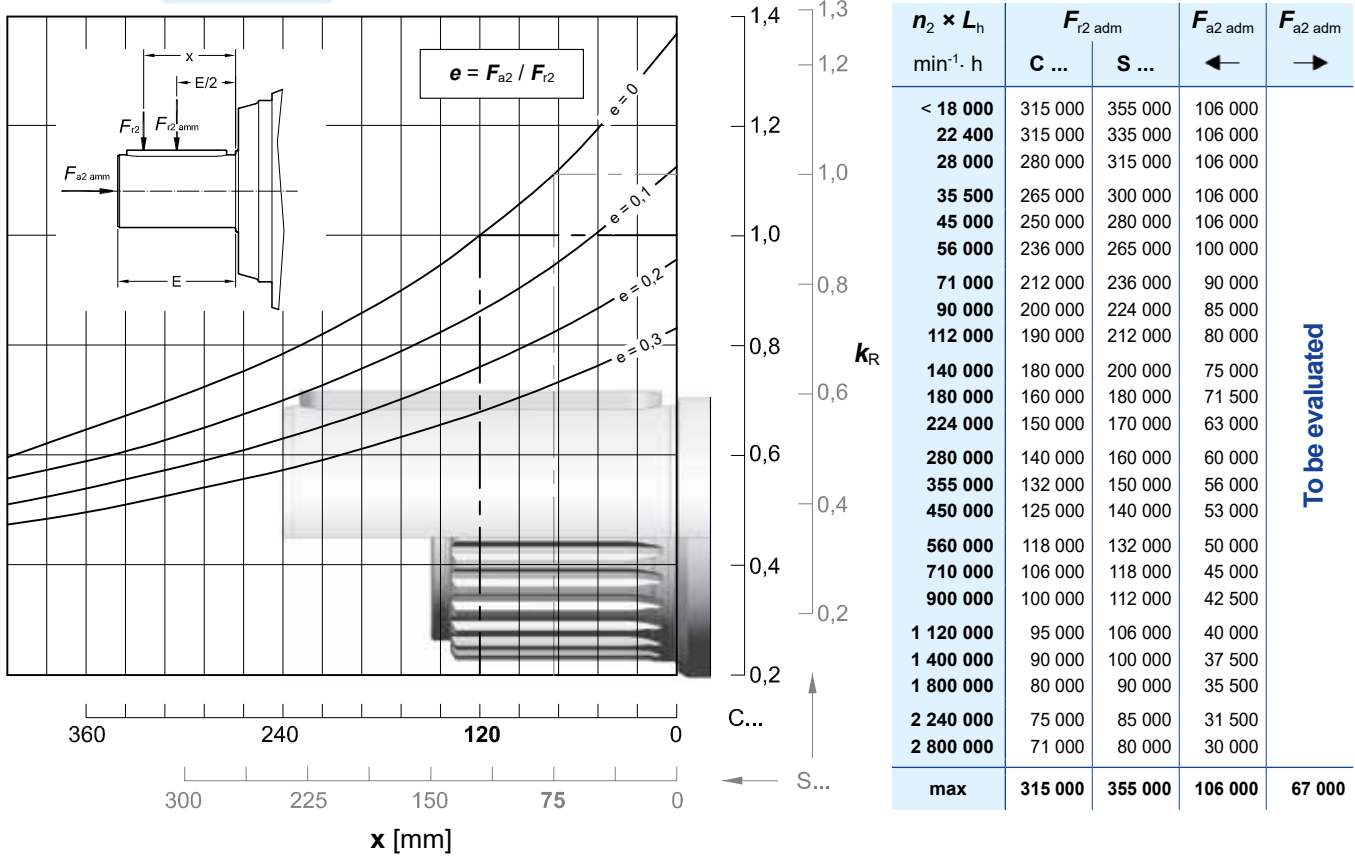 x
E/2
F r2
F r2 amm
F a2 amm
E
e = F a2 / F r2
e = 0
e = 0,1
e = 0,2
e = 0,3
1,4
1,2
1,0
0,8
0,6
0,4
0,2
1,3
1,2
1,0
0,8
0,6
0,4
0,2
k R
360 240 120 0
C...
300 225 150 75 0
S...
x [mm]
n2 × Lh F r2 adm F a2 adm F a2 adm
min-1· h C ... S ... ← →
< 18 000 315 000 355 000 106 000
22 400 315 000 335 000 106 000
28 000 280 000 315 000 106 000
35 500 265 000 300 000 106 000
45 000 250 000 280 000 106 000
56 000 236 000 265 000 100 000
71 000 212 000 236 000 90 000
90 000 200 000 224 000 85 000
112 000 190 000 212 000 80 000
140 000 180 000 200 000 75 000
180 000 160 000 180 000 71 500
224 000 150 000 170 000 63 000
280 000 140 000 160 000 60 000
355 000 132 000 150 000 56 000
450 000 125 000 140 000 53 000
560 000 118 000 132 000 50 000
710 000 106 000 118 000 45 000
900 000 100 000 112 000 42 500
1 120 000 95 000 106 000 40 000
1 400 000 90 000 100 000 37 500
1 800 000 80 000 90 000 35 500
2 240 000 75 000 85 000 31 500
2 800 000 71 000 80 000 30 000
To be evaluated
max 315 000 355 000 106 000 67 000